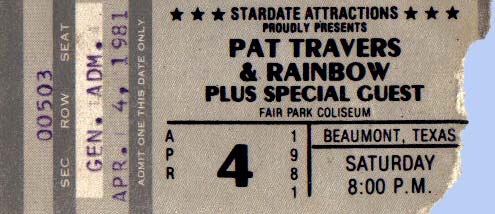 00503
SEC ROW SEAT
GEN. ADM.
APR. 4, 1981
ADMIT ONE THIS DATE ONLY
★ ★ ★ STARDATE ATTRACTIONS ★ ★ ★
PROUDLY PRESENTS
PAT TRAVERS
& RAINBOW
PLUS SPECIAL GUEST
FAIR PARK COLISEUM
APR 4 1981
BEAUMONT, TEXAS
SATURDAY
8:00 P.M.